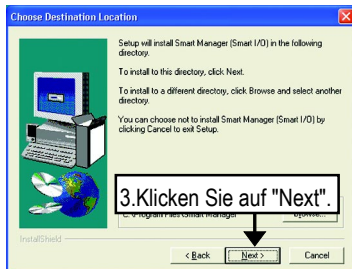 Choose Destination Location
Setup will install Smart Manager (Smart I/O) in the following
directory.
To install to this directory, click Next.
To install to a different directory, click Browse and select another
directory.
You can choose not to install Smart Manager (Smart I/O) by
clicking Cancel to exit Setup.
3.Klicken Sie auf "Next".
InstallShield
< Back
Next >
Cancel